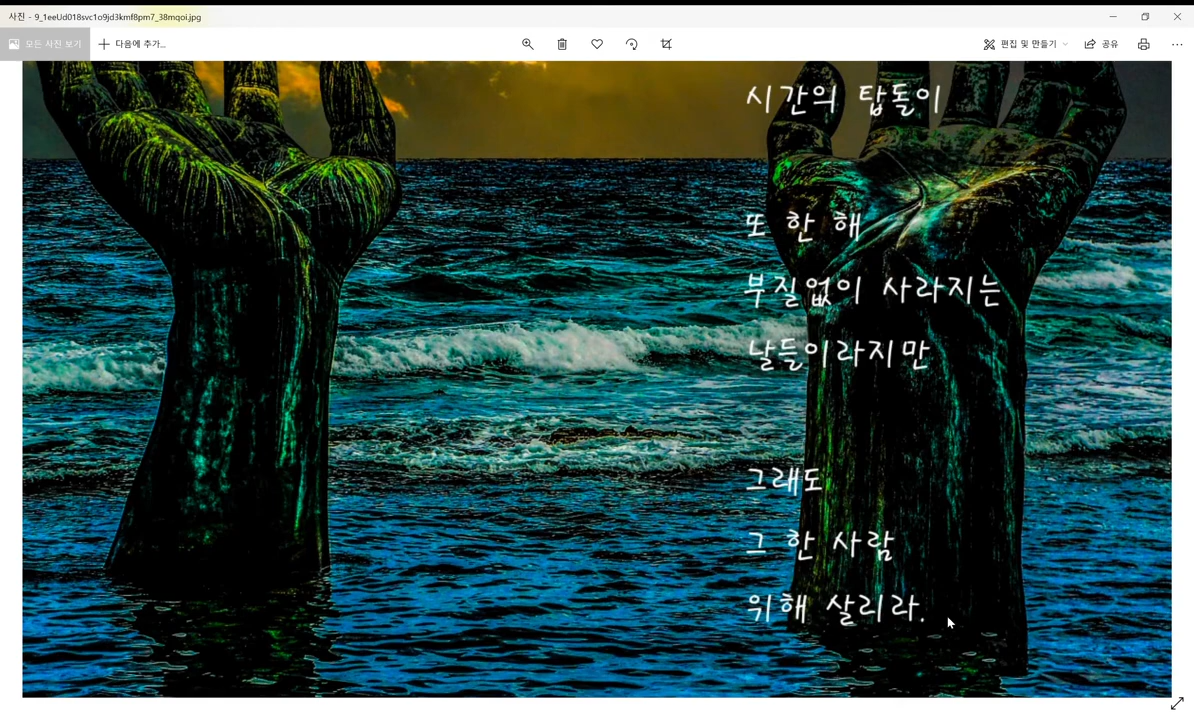 사진 - 9_1eeUd018svc1o9jd3kmf8pm7_38mqoi.jpg
모든 사진 보기
다음에 추가...
편집 및 만들기
공유
시간의 탑돌이
또 한 해
부질없이 사라지는
날들이라지만
그래도
그 한 사람
위해 살리라.